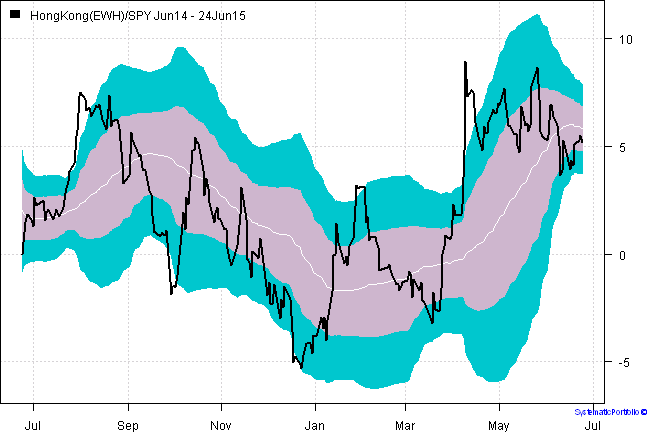 HongKong(EWH)/SPY Jun14 - 24Jun15
10
5
0
-5
Jul Sep Nov Jan Mar May Jul
SystematicPortfolio ©